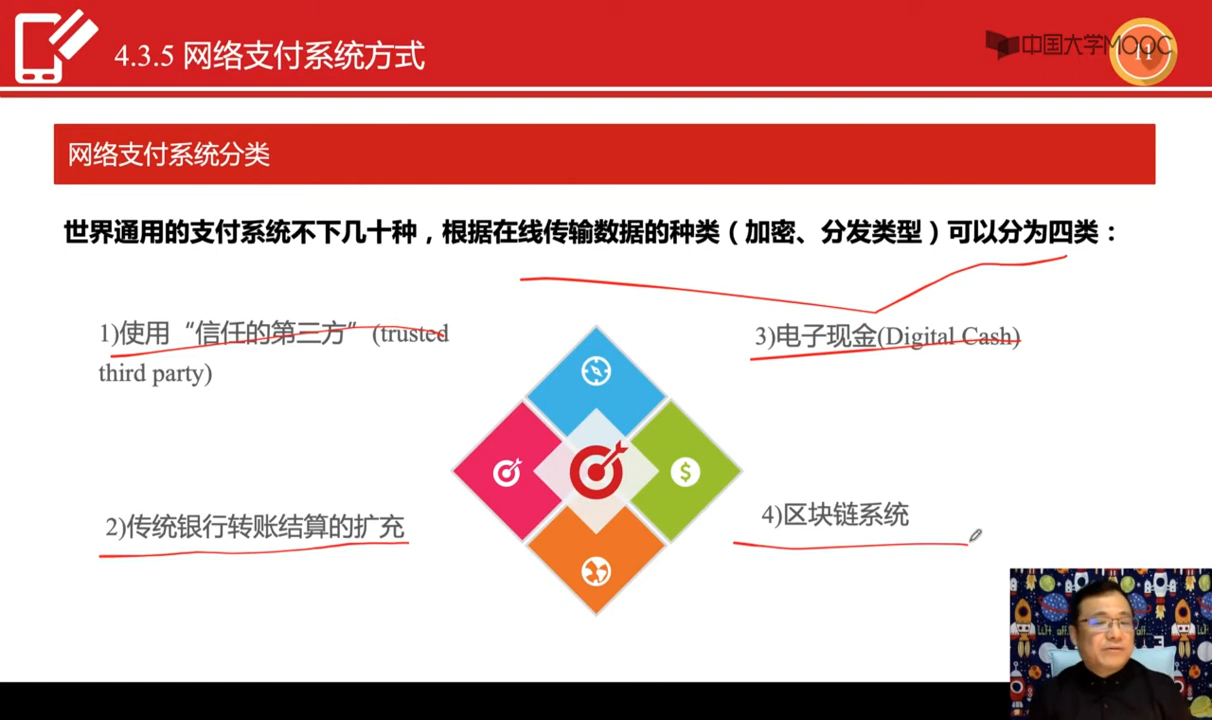 4.3.5 网络支付系统方式
中国大学MOOC
11
网络支付系统分类
世界通用的支付系统不下几十种，根据在线传输数据的种类（加密、分发类型）可以分为四类：
1)使用“信任的第三方”(trusted
third party)
3)电子现金(Digital Cash)
2)传统银行转账结算的扩充
4)区块链系统